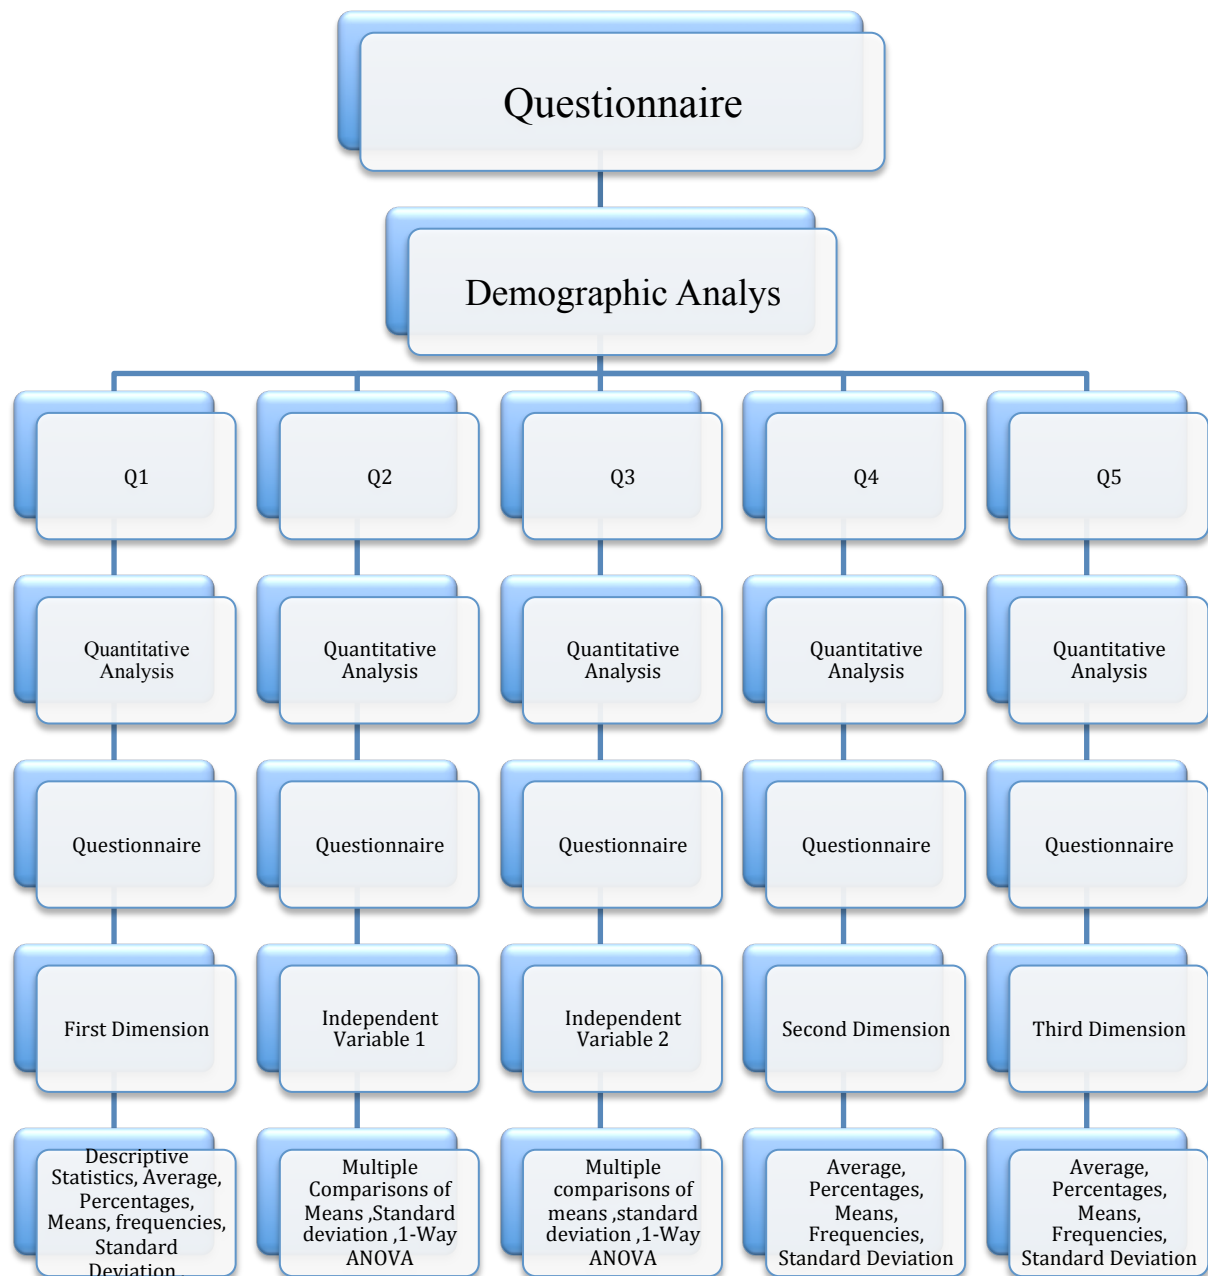 Questionnaire
Demographic Analys
Q1
Q2
Q3
Q4
Q5
Quantitative
Analysis
Quantitative
Analysis
Quantitative
Analysis
Quantitative
Analysis
Quantitative
Analysis
Questionnaire
Questionnaire
Questionnaire
Questionnaire
Questionnaire
First Dimension
Independent
Variable 1
Independent
Variable 2
Second Dimension
Third Dimension
Descriptive
Statistics, Average,
Percentages,
Means, frequencies,
Standard
Deviation .
Multiple
Comparisons of
Means ,Standard
deviation ,1-Way
ANOVA
Multiple
comparisons of
means ,standard
deviation ,1-Way
ANOVA
Average,
Percentages,
Means,
Frequencies,
Standard Deviation
Average,
Percentages,
Means,
Frequencies,
Standard Deviation